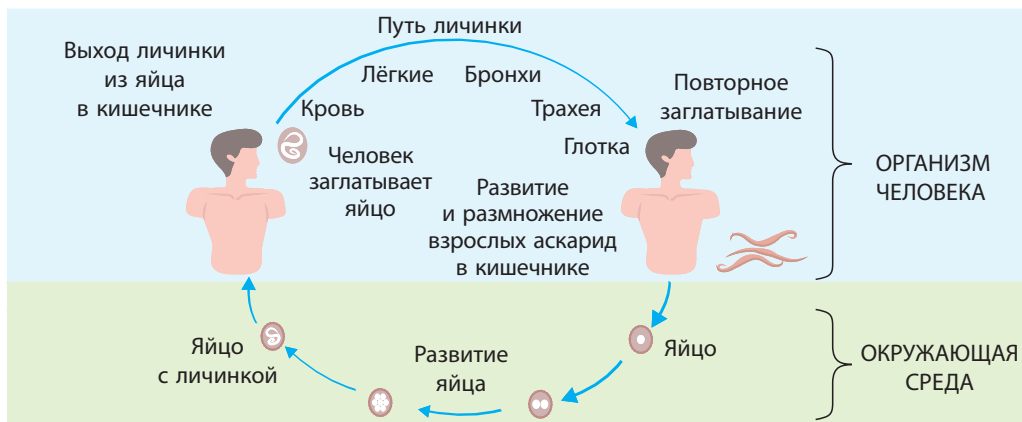 Путь личинки
Выход личинки
из яйца
в кишечнике
Лёгкие
Бронхи
Кровь
Трахея
Глотка
Повторное
заглатывание
Человек
заглатывает
яйцо
Развитие
и размножение
взрослых аскарид
в кишечнике
ОРГАНИЗМ
ЧЕЛОВЕКА
Яйцо
Развитие
яйца
Яйцо
с личинкой
ОКРУЖАЮЩАЯ
СРЕДА